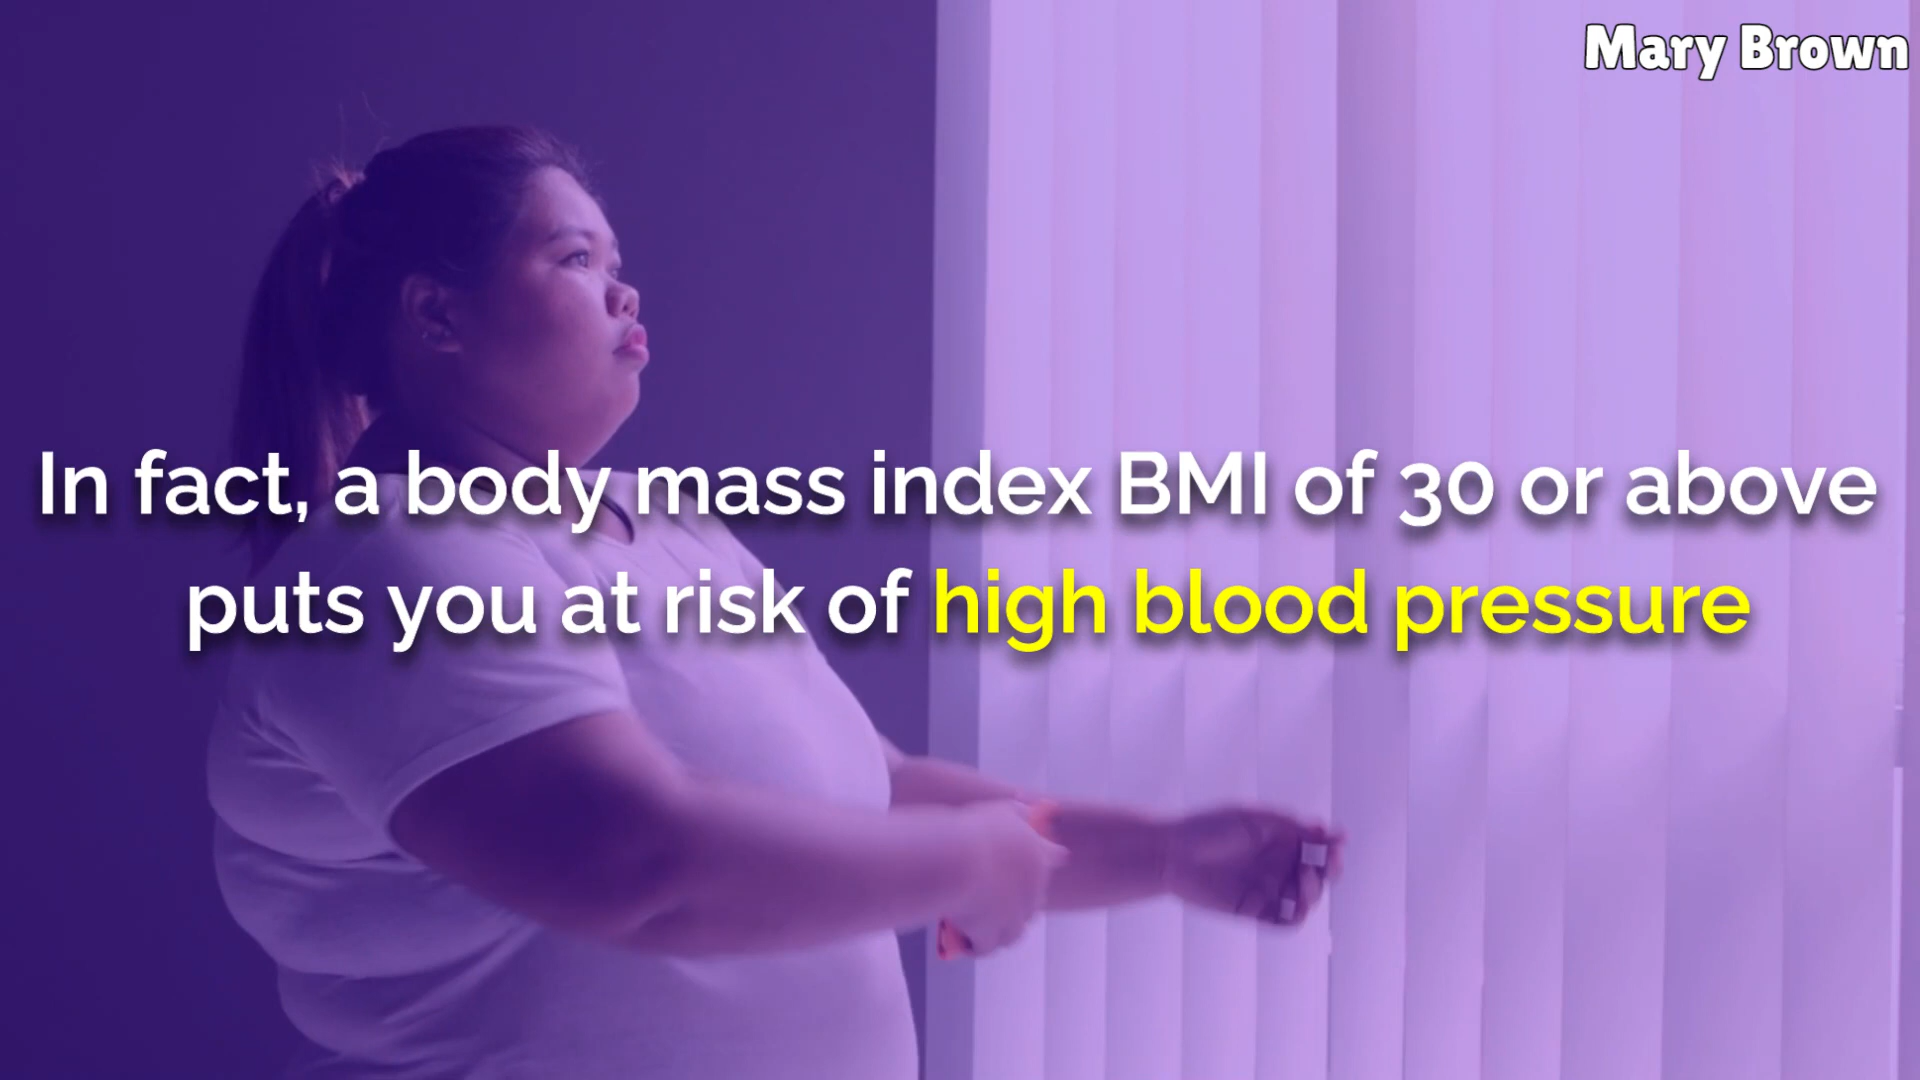 Mary Brown
In fact, a body mass index BMI of 30 or above
puts you at risk of high blood pressure